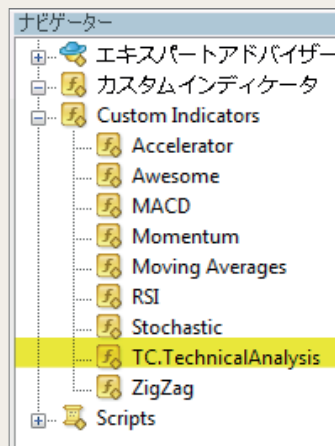 ナビゲーター
エキスパートアドバイザー
カスタムインディケータ
Custom Indicators
Accelerator
Awesome
MACD
Momentum
Moving Averages
RSI
Stochastic
TC.TechnicalAnalysis
ZigZag
Scripts